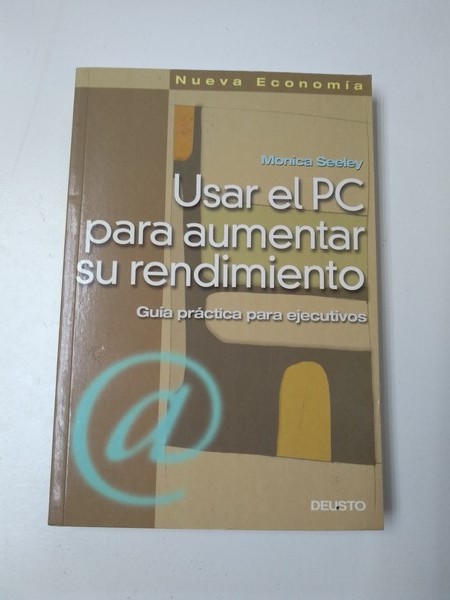 Nueva Economía
Monica Seeley
Usar el PC
para aumentar
su rendimiento
Guía práctica para ejecutivos
@
DEUSTO